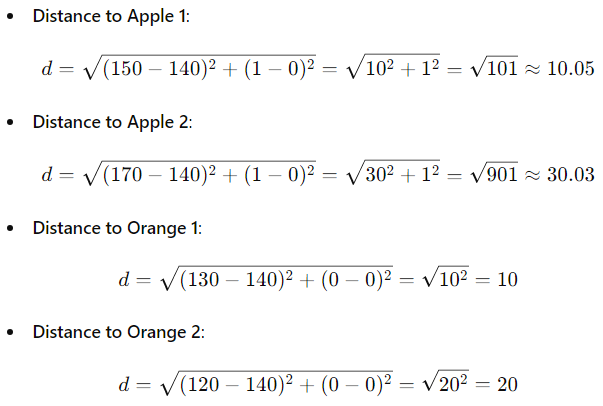 • Distance to Apple 1:
d = √(150 − 140)² + (1 − 0)² = √10² + 1² = √101 ≈ 10.05
• Distance to Apple 2:
d = √(170 − 140)² + (1 − 0)² = √30² + 1² = √901 ≈ 30.03
• Distance to Orange 1:
d = √(130 − 140)² + (0 − 0)² = √10² = 10
• Distance to Orange 2:
d = √(120 − 140)² + (0 − 0)² = √20² = 20